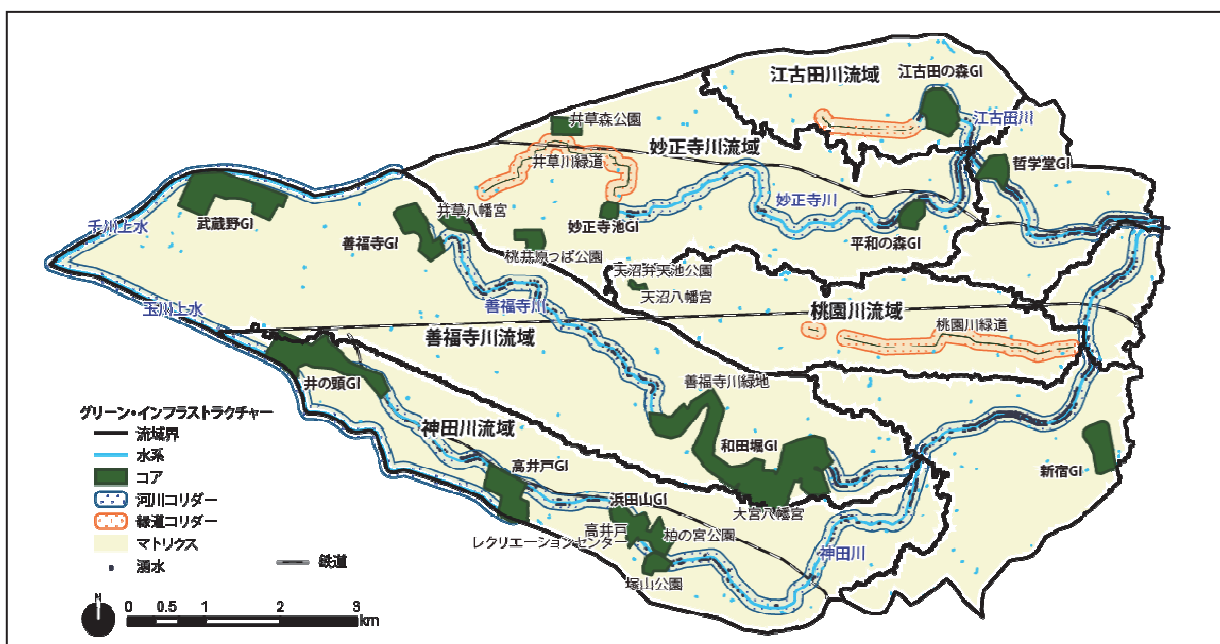 江古田川流域
江古田の森GI
江古田川
井草森公園
妙正寺川流域
哲学堂GI
井草川緑道
武蔵野GI
井草八幡宮
妙正寺川
千川上水
善福寺GI
妙正寺池GI
平和の森GI
桃井原っぱ公園
天沼弁天池公園
天沼八幡宮
玉川上水
善福寺川
桃園川流域
桃園川緑道
善福寺川流域
井の頭GI
善福寺川緑地
グリーン・インフラストラクチャー
流域界
神田川流域
和田堀GI
水系
高井戸GI
新宿GI
コア
河川コリダー
浜田山GI
大宮八幡宮
緑道コリダー
高井戸
レクリエーションセンター
柏の宮公園
マトリクス
神田川
湧水
鉄道
塚山公園
N
0 0.5 1 2 3
km